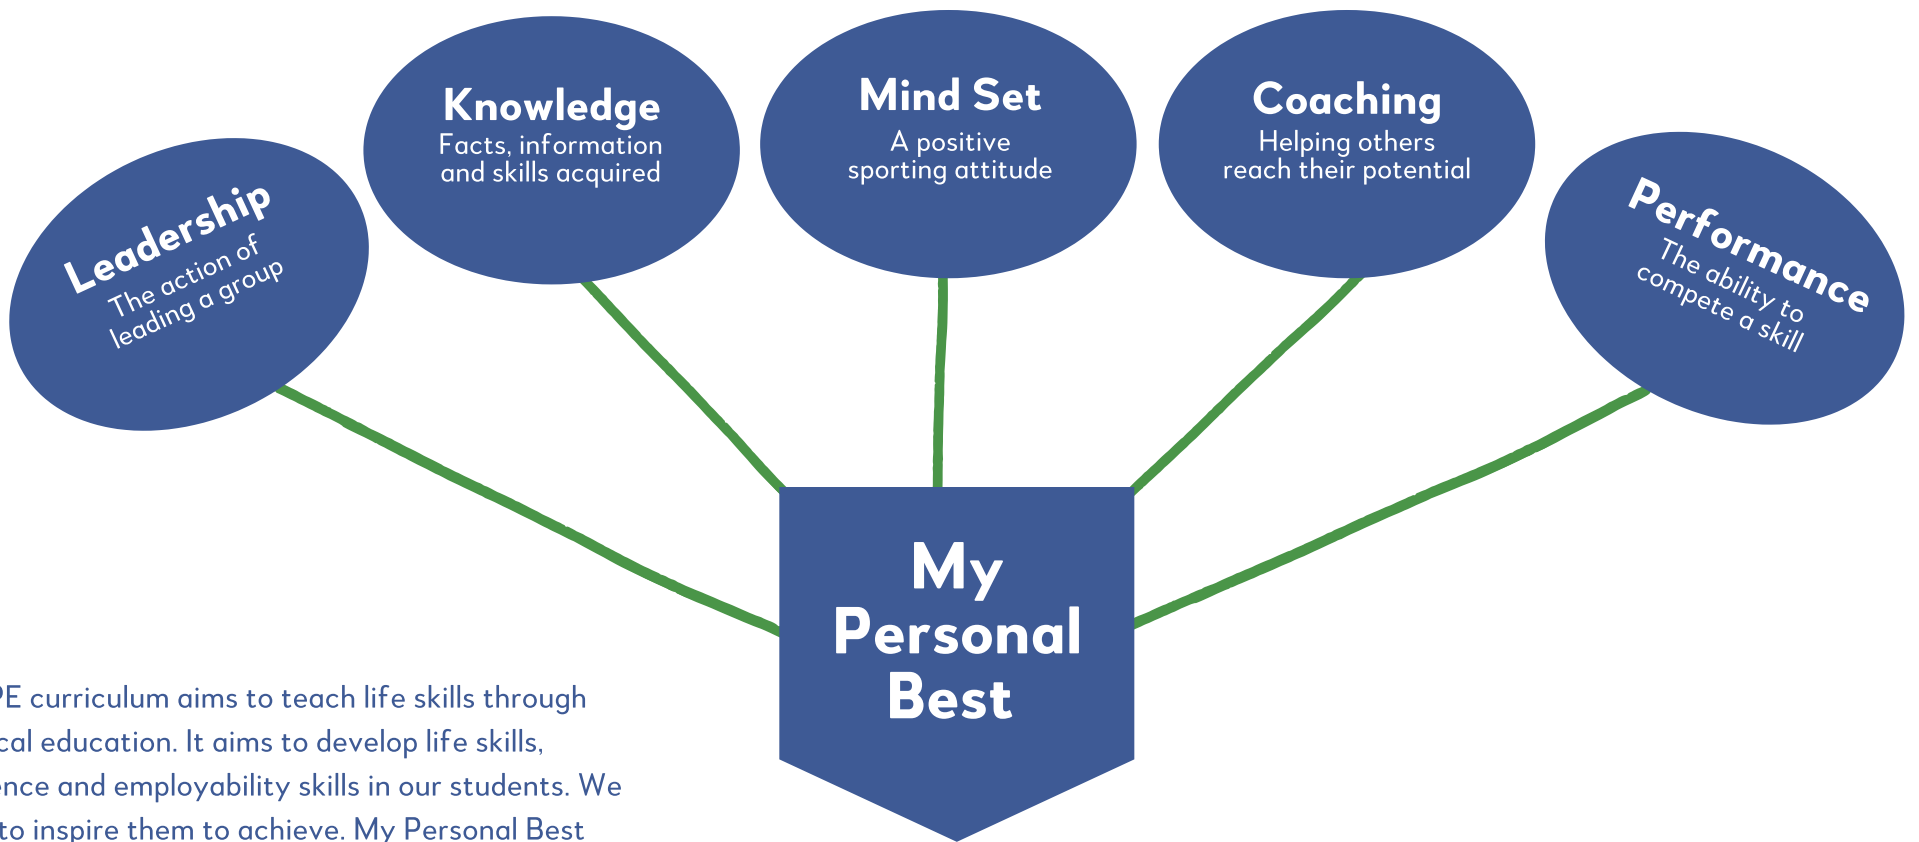 Leadership
The action of
leading a group
Knowledge
Facts, information
and skills acquired
Mind Set
A positive
sporting attitude
Coaching
Helping others
reach their potential
Performance
The ability to
compete a skill
My
Personal
Best
PE curriculum aims to teach life skills through
cal education. It aims to develop life skills,
ence and employability skills in our students. We
to inspire them to achieve. My Personal Best